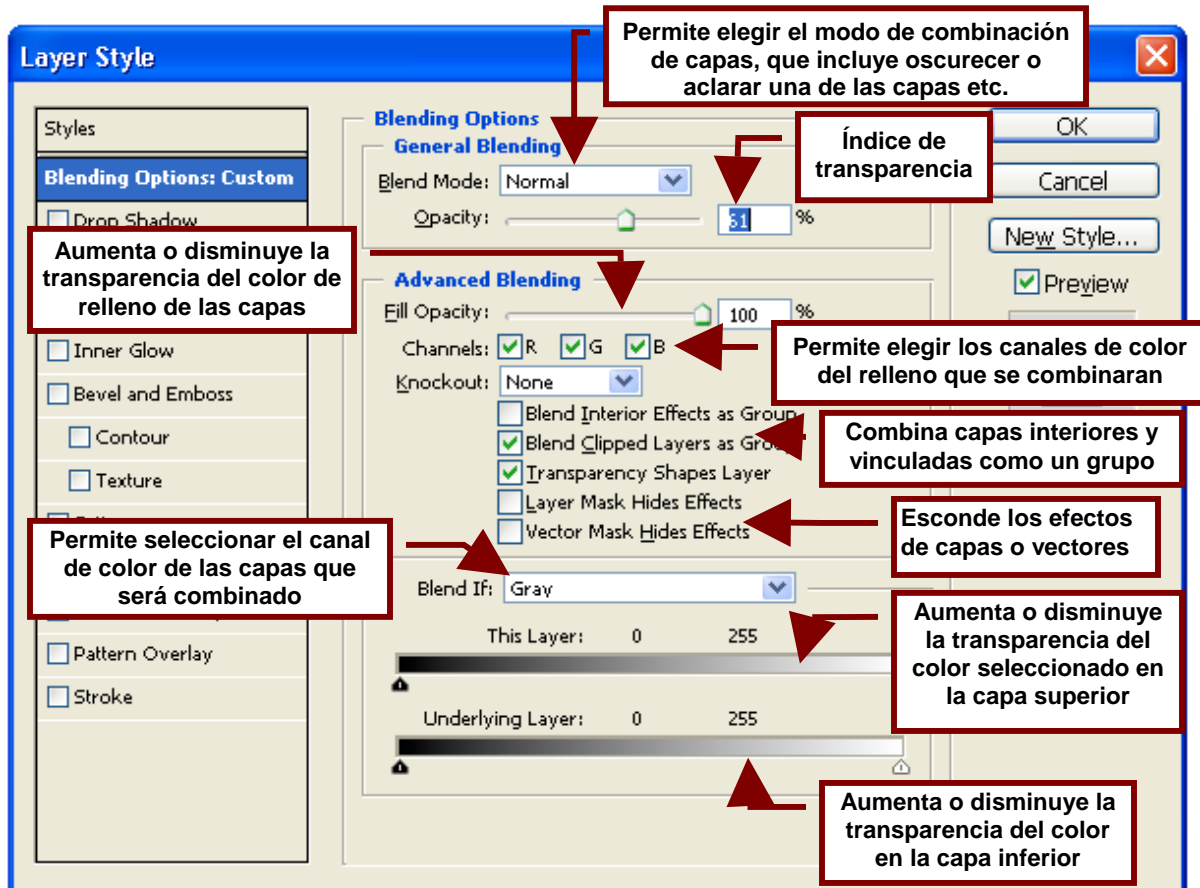 Layer Style
Permite elegir el modo de combinación
de capas, que incluye oscurecer o
aclarar una de las capas etc.
Styles
Blending Options: Custom
Drop Shadow
Aumenta o disminuye la
transparencia del color de
relleno de las capas
Inner Glow
Bevel and Emboss
Contour
Texture
Permite seleccionar el canal
de color de las capas que
será combinado
Pattern Overlay
Stroke
Blending Options
General Blending
Blend Mode: Normal
Opacity: 61 %
Índice de
transparencia
Advanced Blending
Fill Opacity: 100 %
Channels: R G B
Permite elegir los canales de color
del relleno que se combinaran
Knockout: None
Blend Interior Effects as Group
Blend Clipped Layers as Group
Transparency Shapes Layer
Layer Mask Hides Effects
Vector Mask Hides Effects
Combina capas interiores y
vinculadas como un grupo
Esconde los efectos
de capas o vectores
Blend If: Gray
This Layer: 0 255
Aumenta o disminuye
la transparencia del
color seleccionado en
la capa superior
Underlying Layer: 0 255
Aumenta o disminuye la
transparencia del color
en la capa inferior
OK
Cancel
New Style...
Preview